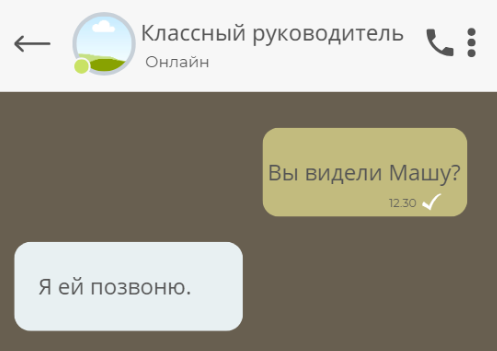 Классный руководитель
Онлайн
Вы видели Машу?
12.30
Я ей позвоню.